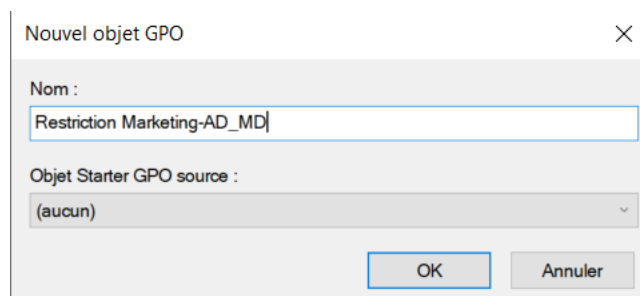 Nouvel objet GPO
Nom :
Restriction Marketing-AD_MD
Objet Starter GPO source :
(aucun)
OK
Annuler